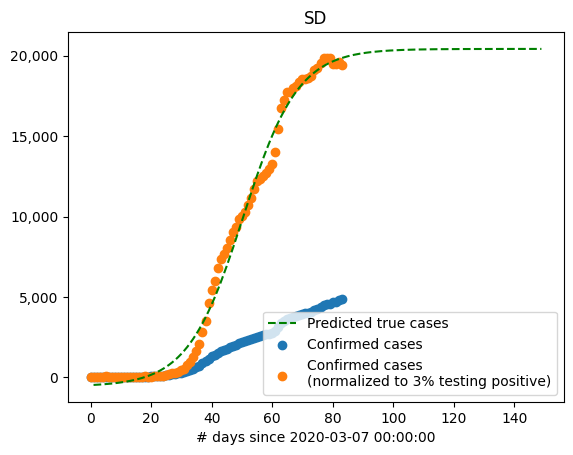 SD
20,000
15,000
10,000
5,000
0
Predicted true cases
Confirmed cases
Confirmed cases
(normalized to 3% testing positive)
0 20 40 60 80 100 120 140
# days since 2020-03-07 00:00:00